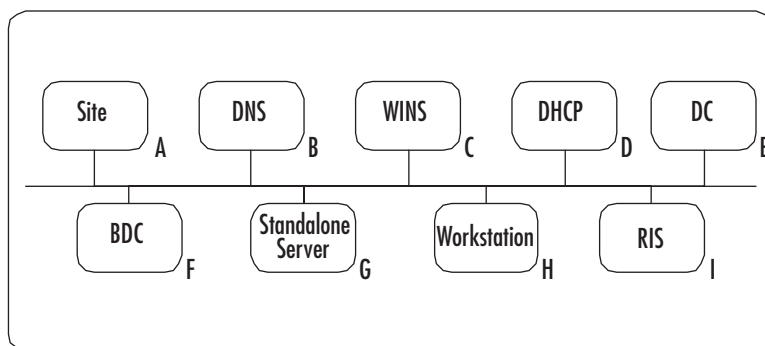 Site
A
DNS
B
WINS
C
DHCP
D
DC
E
BDC
F
Standalone
Server
G
Workstation
H
RIS
I